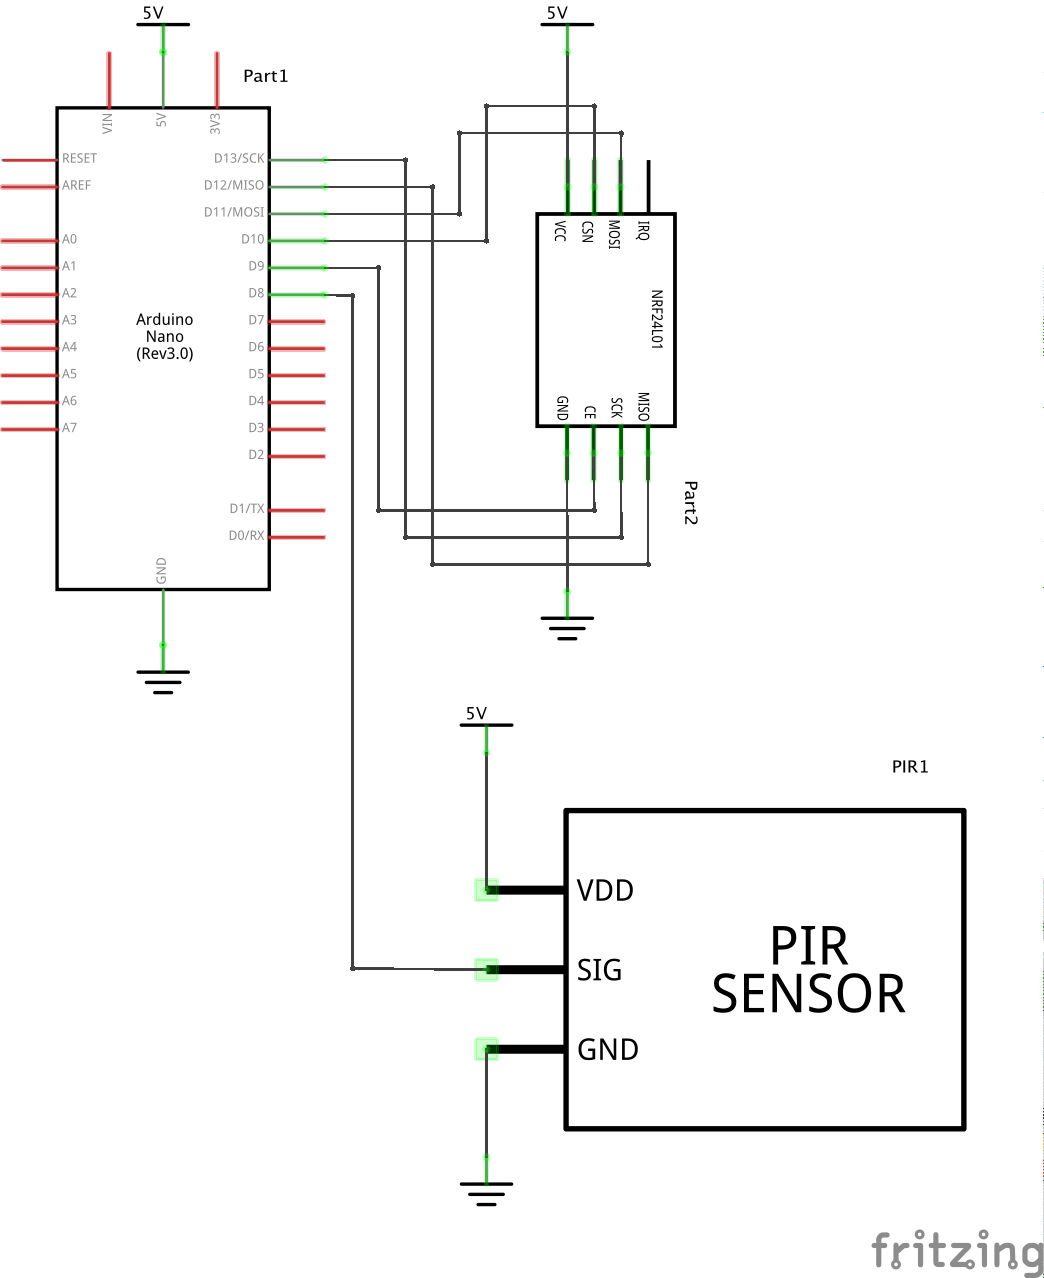 5V
5V
Part1
VIN
5V
3V3
RESET
AREF
A0
A1
A2
A3
A4
A5
A6
A7
D13/SCK
D12/MISO
D11/MOSI
D10
D9
D8
D7
D6
D5
D4
D3
D2
D1/TX
D0/RX
Arduino
Nano
(Rev3.0)
GND
VCC
CSN
MOSI
IRQ
NRF24L01
GND
CE
SCK
MISO
Part2
5V
PIR1
VDD
SIG
GND
PIR
SENSOR
fritzing